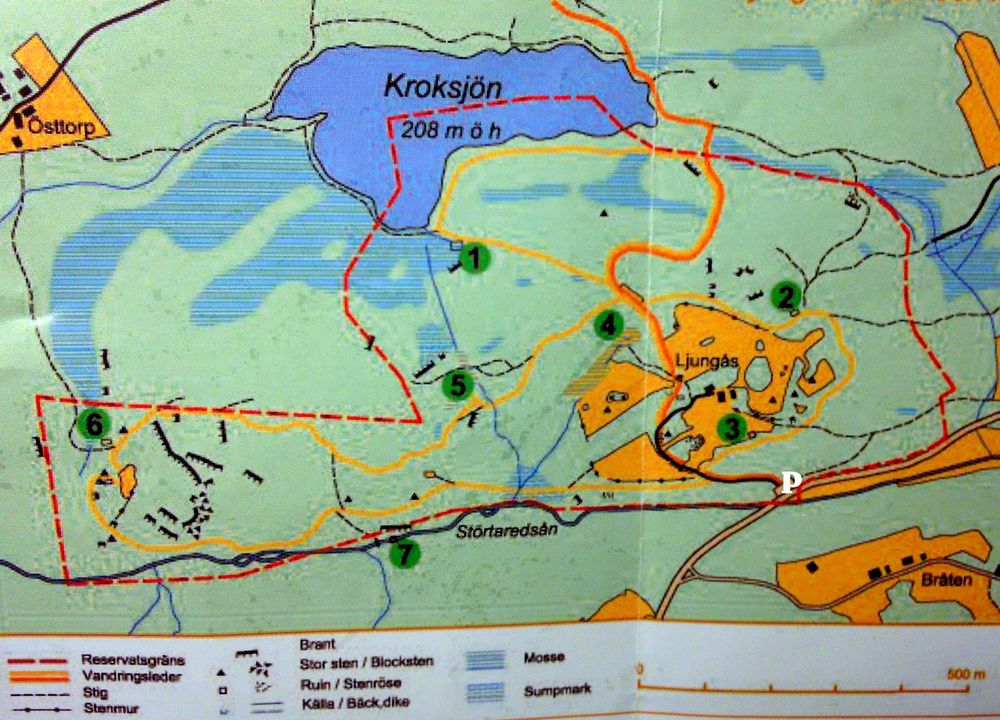 Kroksjön
208 m ö h
Östtorp
1
2
4
Ljungås
5
3
6
P
Störtaredsån
7
Bråten
Reservatsgräns
Vandringsleder
Stig
Stenmur
Brant
Stor sten / Blocksten
Ruin / Stenröse
Källa / Bäck,dike
Mosse
Sumpmark
0
500 m